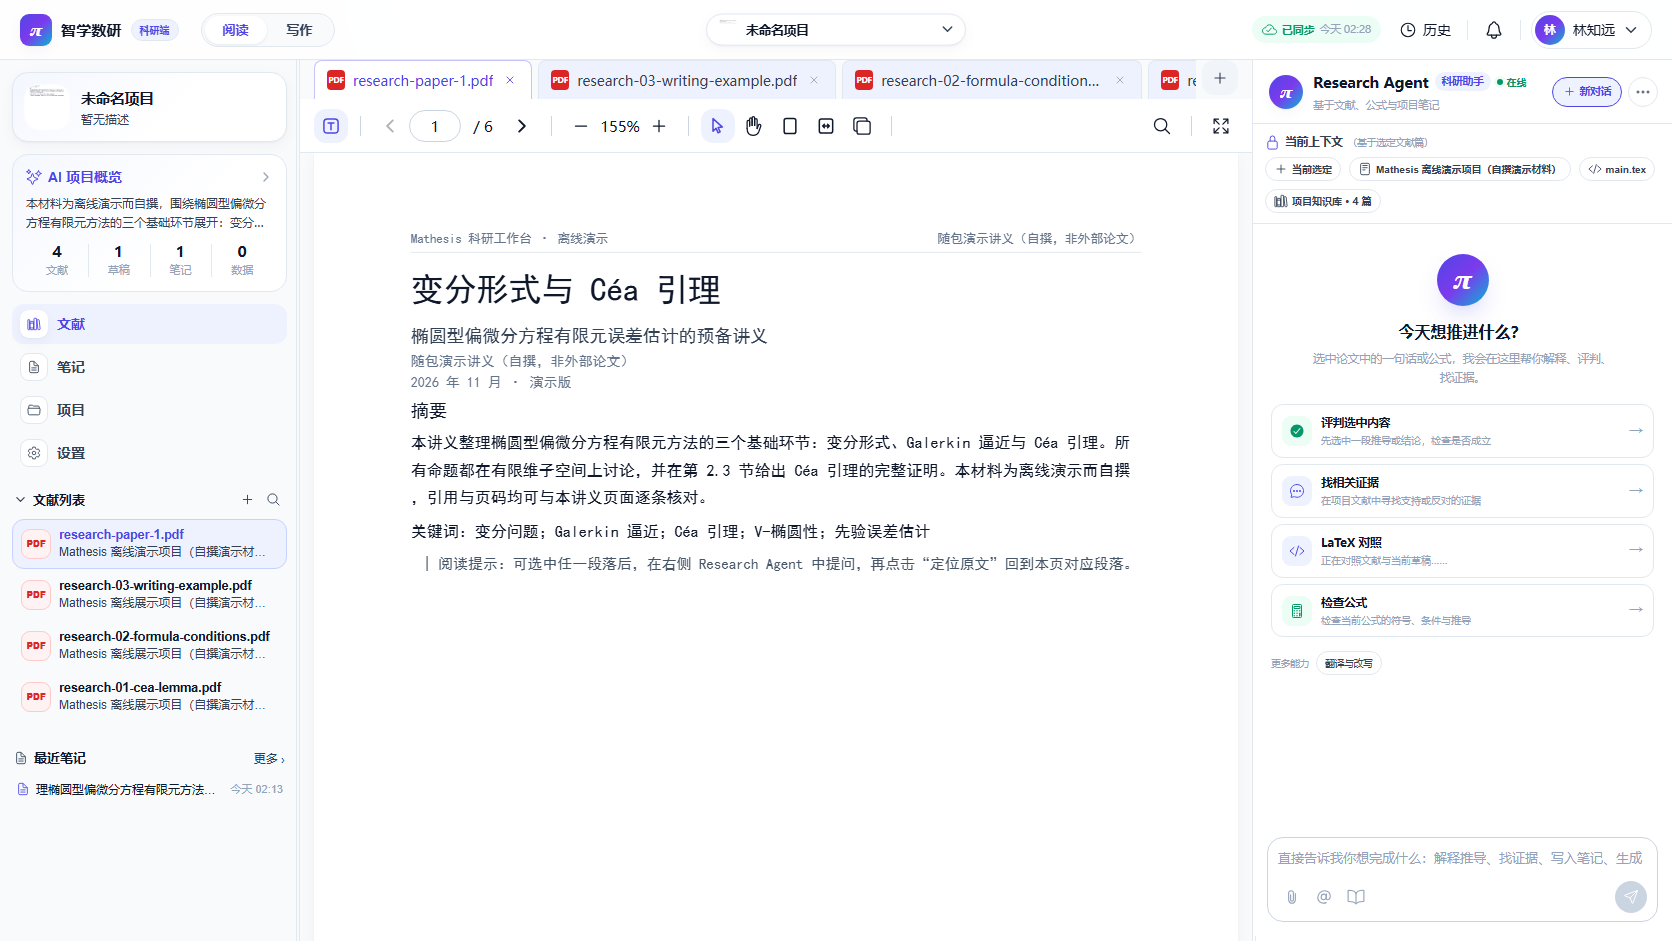 π 智学数研 科研端 阅读 写作
未命名项目
已同步 今天 02:28 历史 林 林知远
未命名项目
暂无描述
AI 项目概览
本材料为离线演示而自撰，围绕椭圆型偏微分
方程有限元方法的三个基础环节展开：变分...
4 1 1 0
文献 草稿 笔记 数据
文献
笔记
项目
设置
文献列表
PDF research-paper-1.pdf
Mathesis 离线演示项目（自撰演示材...
PDF research-03-writing-example.pdf
Mathesis 离线展示项目（自撰演示材...
PDF research-02-formula-conditions.pdf
Mathesis 离线展示项目（自撰演示材...
PDF research-01-cea-lemma.pdf
Mathesis 离线展示项目（自撰演示材...
最近笔记 更多 ›
理椭圆型偏微分方程有限元方法... 今天 02:13
PDF research-paper-1.pdf × PDF research-03-writing-example.pdf × PDF research-02-formula-condition... × PDF re +
T 1 / 6 155%
Mathesis 科研工作台 · 离线演示 随包演示讲义（自撰，非外部论文）
变分形式与 Céa 引理
椭圆型偏微分方程有限元误差估计的预备讲义
随包演示讲义（自撰，非外部论文）
2026 年 11 月 · 演示版
摘要
本讲义整理椭圆型偏微分方程有限元方法的三个基础环节：变分形式、Galerkin 逼近与 Céa 引理。所
有命题都在有限维子空间上讨论，并在第 2.3 节给出 Céa 引理的完整证明。本材料为离线演示而自撰
，引用与页码均可与本讲义页面逐条核对。
关键词：变分问题；Galerkin 逼近；Céa 引理；V-椭圆性；先验误差估计
阅读提示：可选中任一段落后，在右侧 Research Agent 中提问，再点击“定位原文”回到本页对应段落。
π Research Agent 科研助手 在线
基于文献、公式与项目笔记
+ 新对话
当前上下文 （基于选定文献篇）
+ 当前选定 Mathesis 离线演示项目（自撰演示材料） </> main.tex
项目知识库 • 4 篇
π
今天想推进什么?
选中论文中的一句话或公式，我会在这里帮你解释、评判、
找证据。
评判选中内容
先选中一段推导或结论，检查是否成立
找相关证据
在项目文献中寻找支持或反对的证据
LaTeX 对照
正在对照文献与当前草稿......
检查公式
检查当前公式的符号、条件与推导
更多能力 翻译与改写
直接告诉我你想完成什么：解释推导、找证据、写入笔记、生成